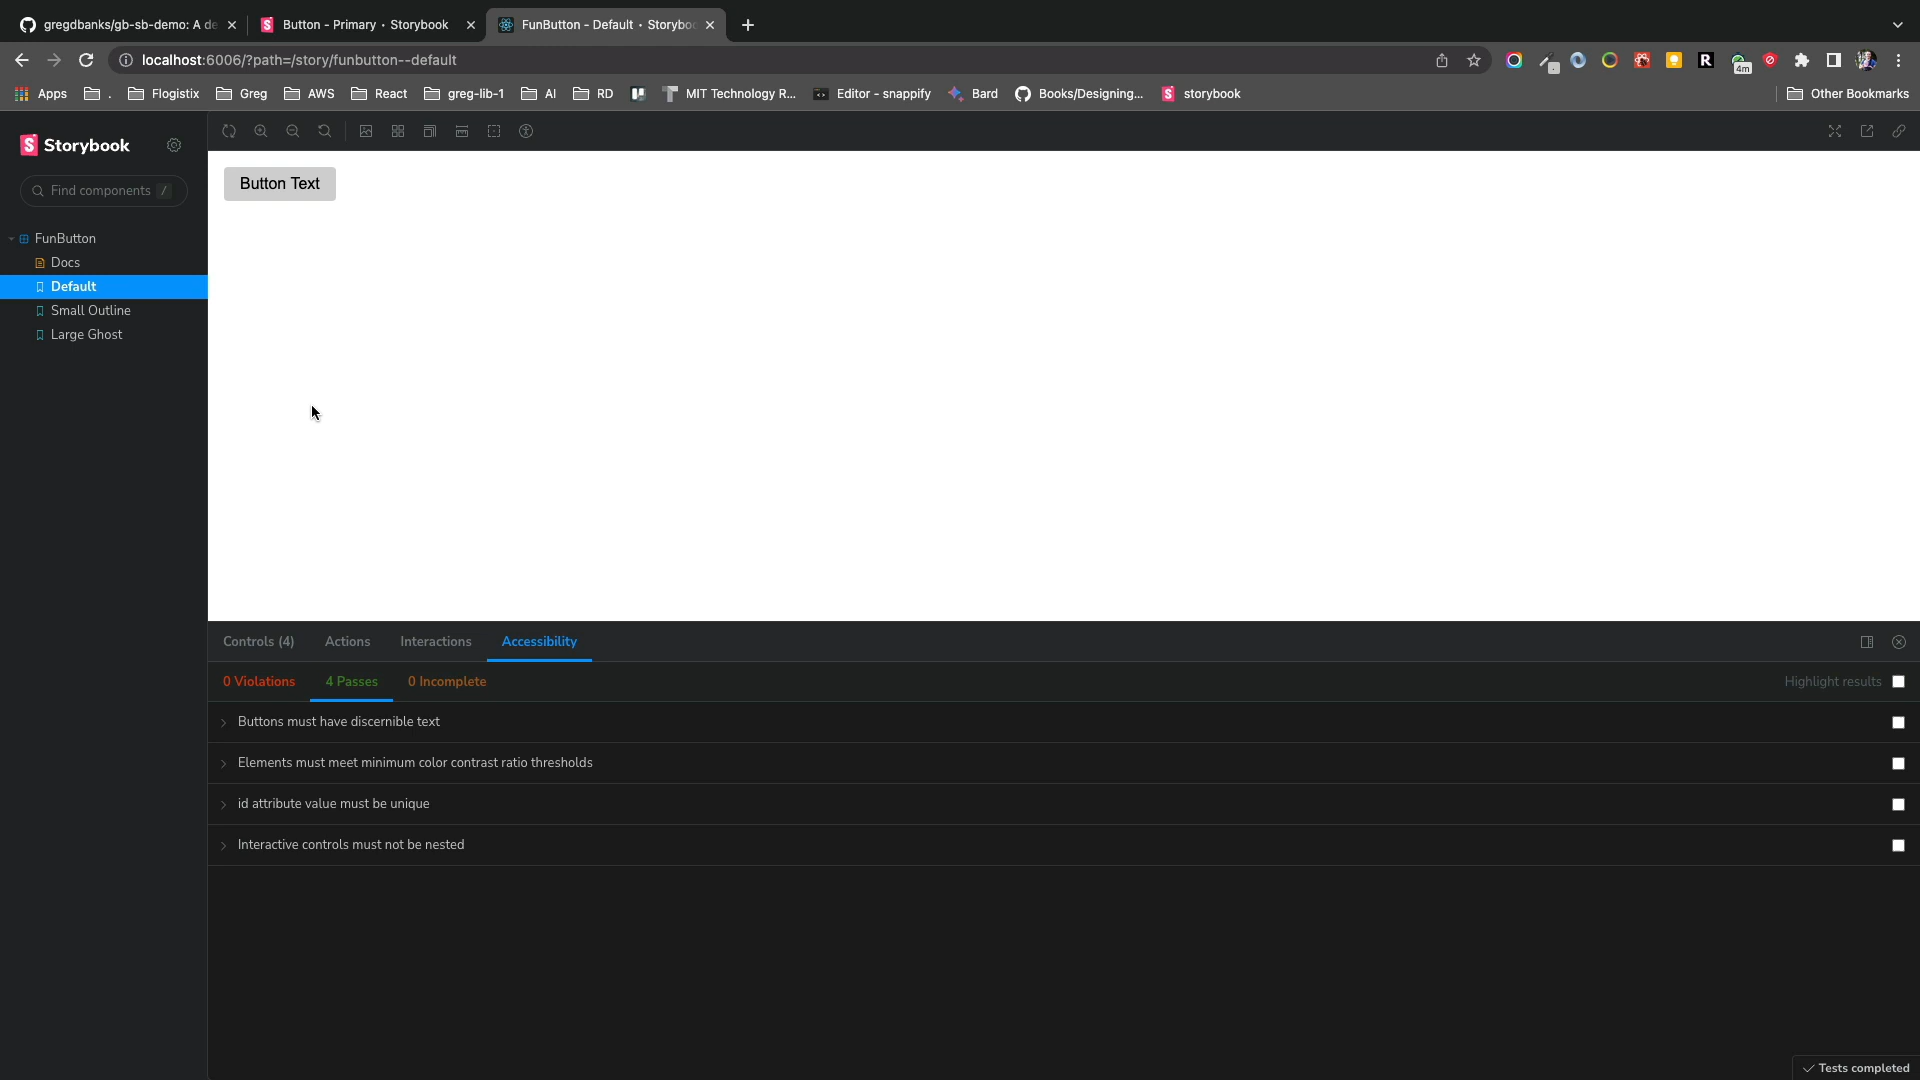 gregdbanks/gb-sb-demo: A de
Button - Primary · Storybook
FunButton - Default · Storyboo
localhost:6006/?path=/story/funbutton--default
4m
Apps
.
Flogistix
Greg
AWS
React
greg-lib-1
AI
RD
MIT Technology R...
Editor - snappify
Bard
Books/Designing...
storybook
Other Bookmarks
Storybook
Find components /
FunButton
Docs
Default
Small Outline
Large Ghost
Button Text
Controls (4)
Actions
Interactions
Accessibility
0 Violations
4 Passes
0 Incomplete
Highlight results
Buttons must have discernible text
Elements must meet minimum color contrast ratio thresholds
id attribute value must be unique
Interactive controls must not be nested
Tests completed